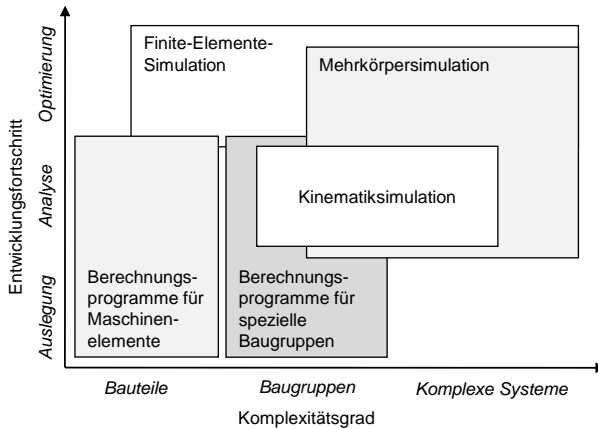 Finite-Elemente-
Simulation
Mehrkörpersimulation
Kinematiksimulation
Berechnungs-
programme für
Maschinen-
elemente
Berechnungs-
programme für
spezielle
Baugruppen
Entwicklungsfortschritt
Optimierung
Analyse
Auslegung
Bauteile
Baugruppen
Komplexe Systeme
Komplexitätsgrad